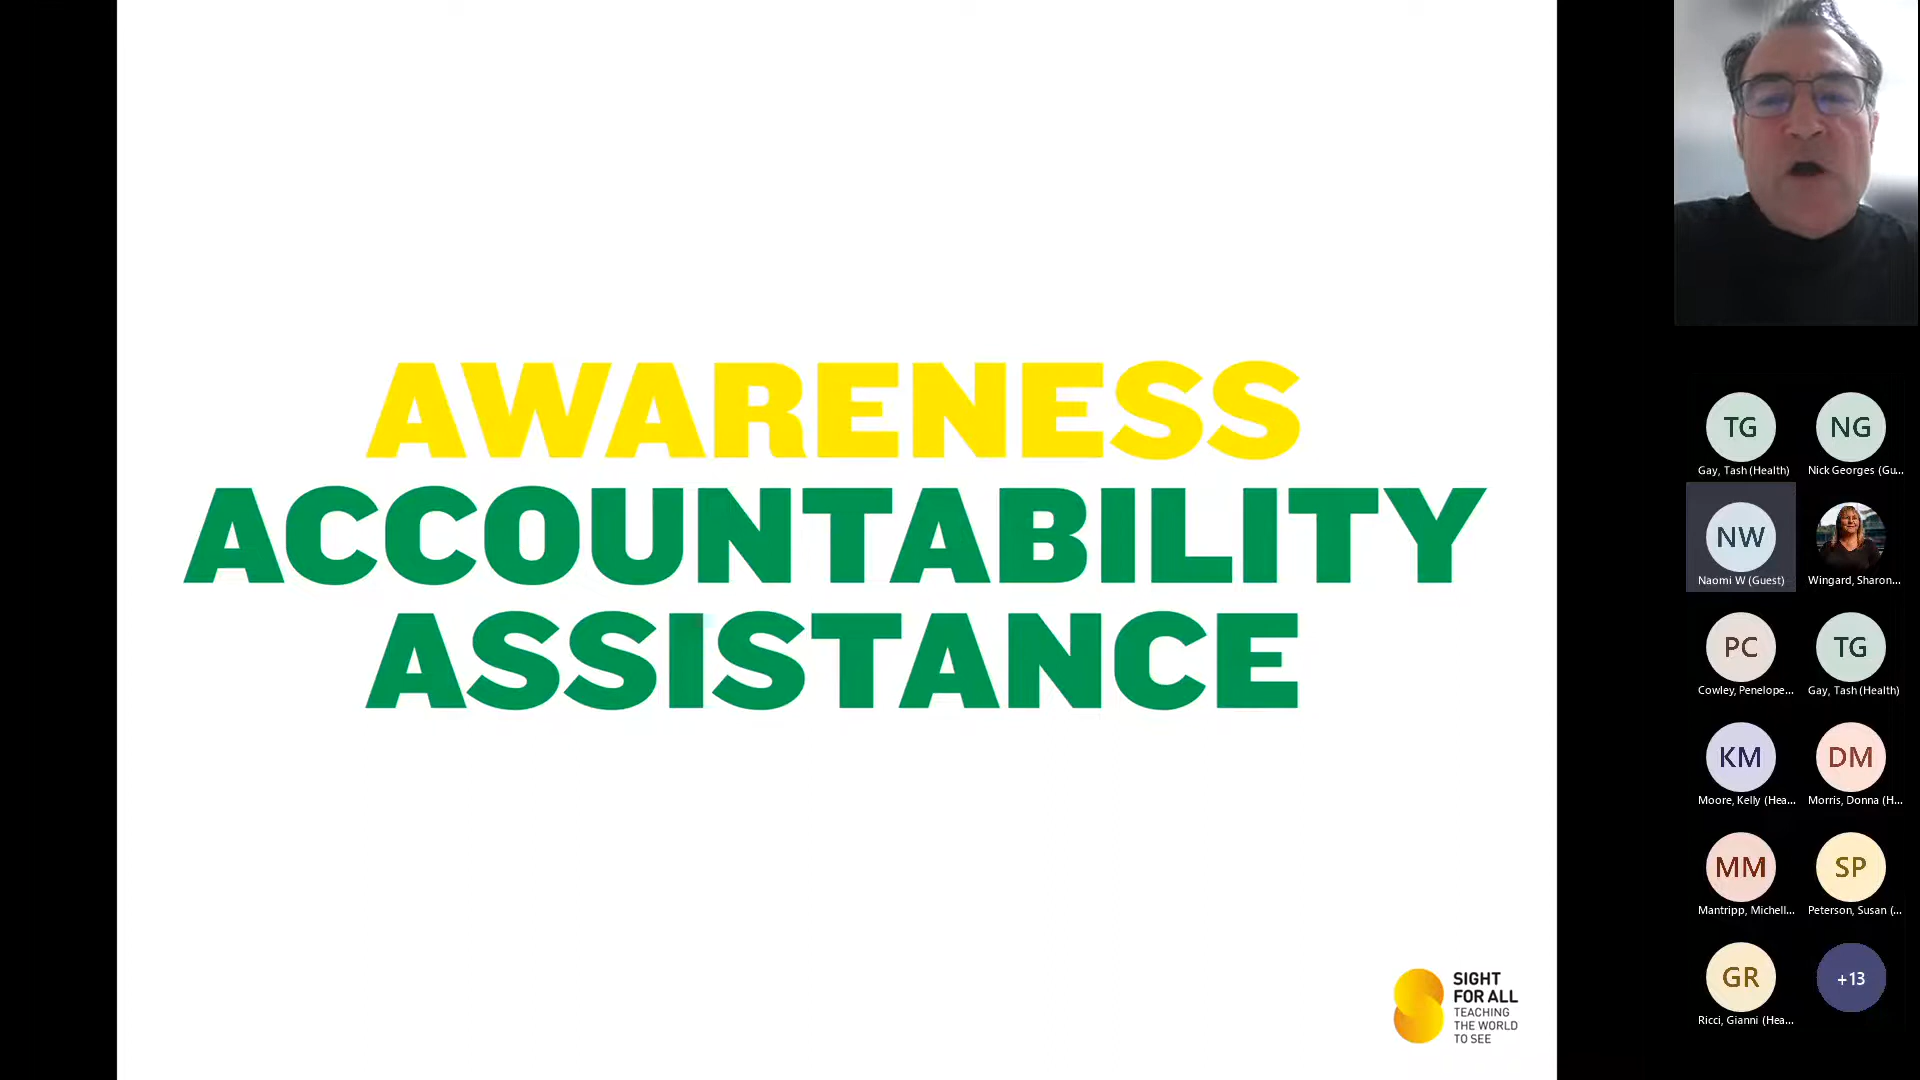 AWARENESS
ACCOUNTABILITY
ASSISTANCE
SIGHT
FOR ALL
TEACHING
THE WORLD
TO SEE
TG
NG
Gay, Tash (Health)
Nick Georges (Gu...
NW
Naomi W (Guest)
Wingard, Sharon...
PC
TG
Cowley, Penelope...
Gay, Tash (Health)
KM
DM
Moore, Kelly (Hea...
Morris, Donna (H...
MM
SP
Mantripp, Michell...
Peterson, Susan (...
GR
+13
Ricci, Gianni (Hea...